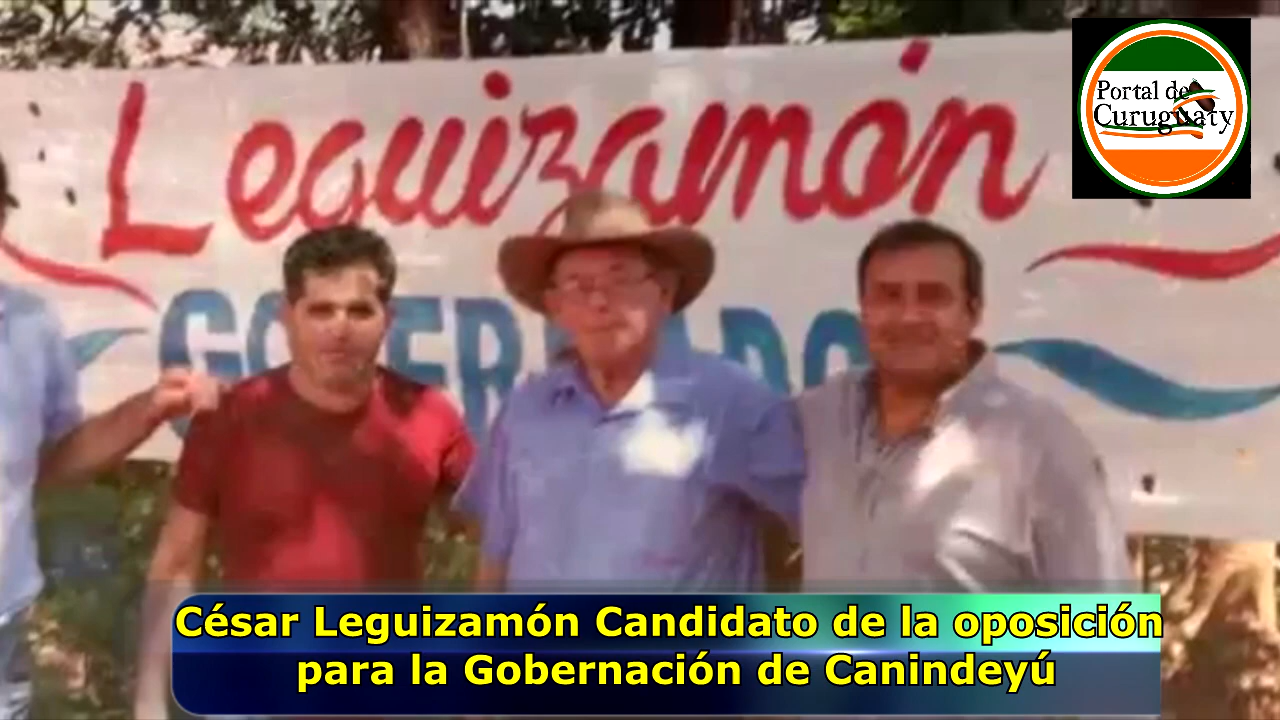 Portal de
Curuguaty
Leguizamón
César Leguizamón Candidato de la oposición
para la Gobernación de Canindeyú